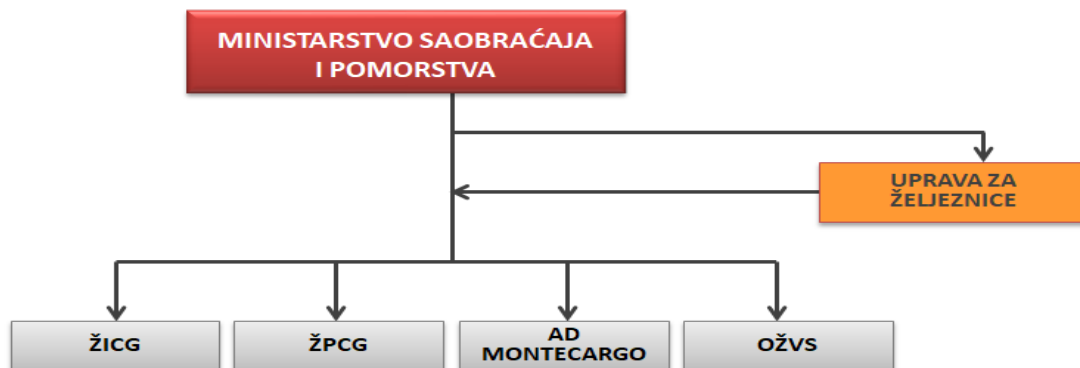 MINISTARSTVO SAOBRAĆAJA
I POMORSTVA
UPRAVA ZA
ŽELJEZNICE
ŽICG
ŽPCG
AD
MONTECARGO
OŽVS